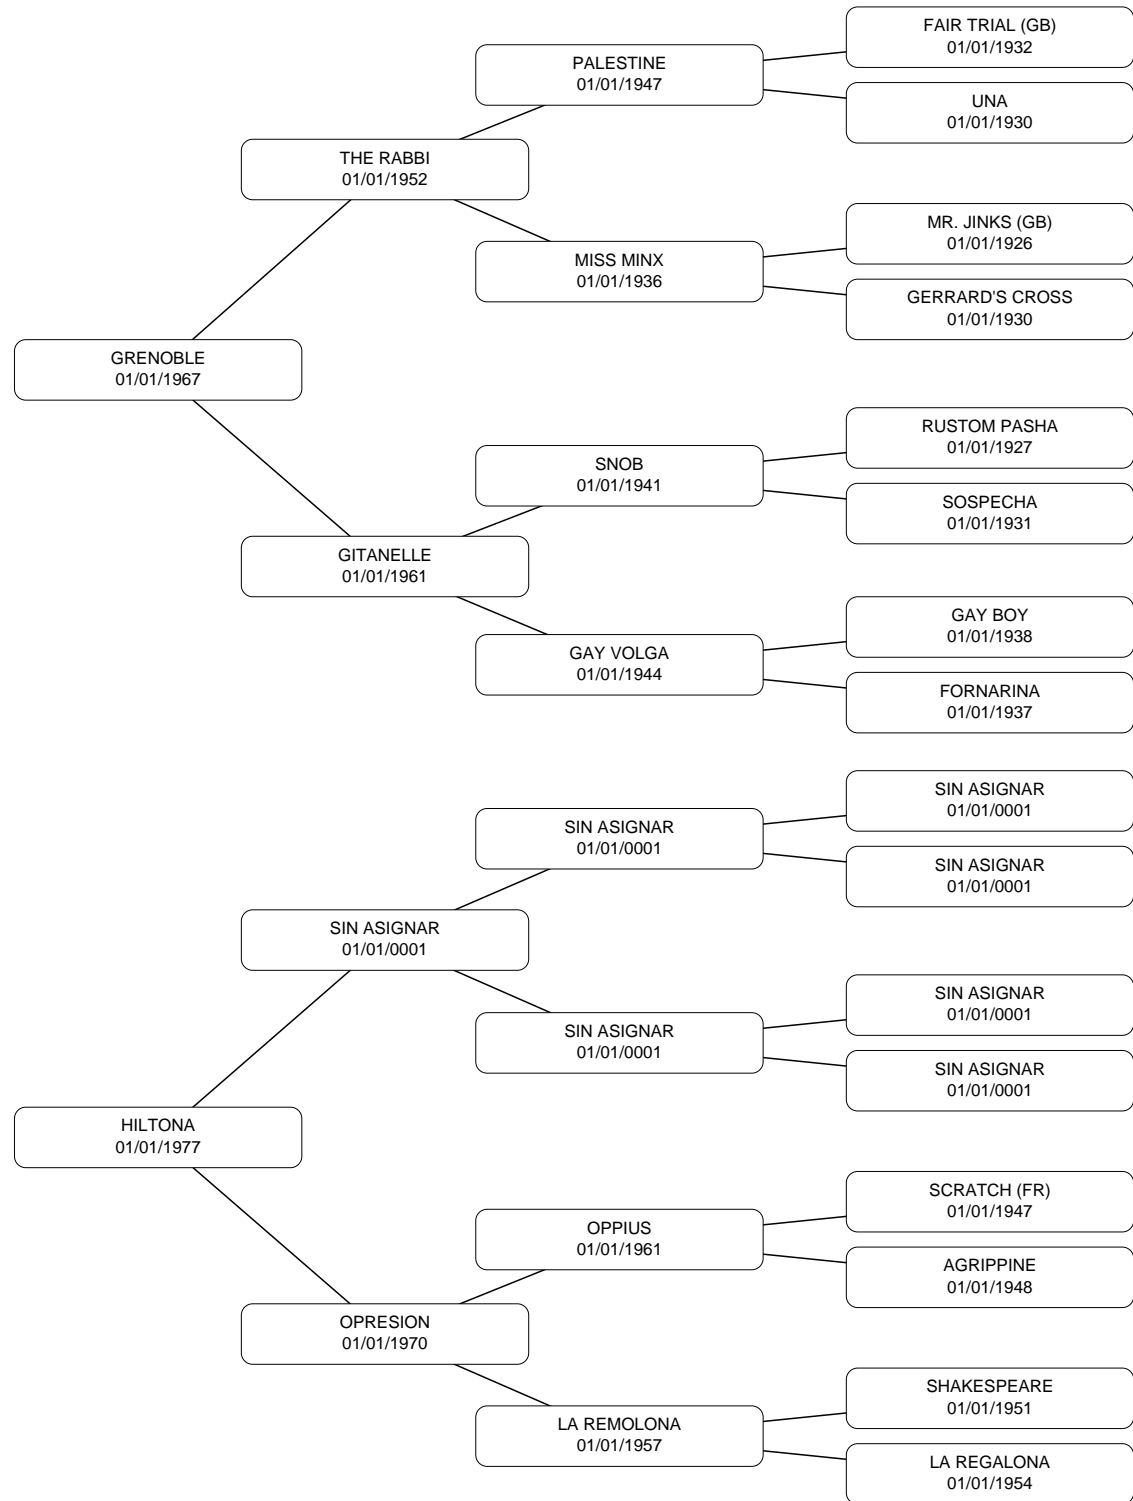 FAIR TRIAL (GB)
01/01/1932
PALESTINE
01/01/1947
UNA
01/01/1930
THE RABBI
01/01/1952
MR. JINKS (GB)
01/01/1926
MISS MINX
01/01/1936
GERRARD'S CROSS
01/01/1930
GRENOBLE
01/01/1967
RUSTOM PASHA
01/01/1927
SNOB
01/01/1941
SOSPECHA
01/01/1931
GITANELLE
01/01/1961
GAY BOY
01/01/1938
GAY VOLGA
01/01/1944
FORNARINA
01/01/1937
SIN ASIGNAR
01/01/0001
SIN ASIGNAR
01/01/0001
SIN ASIGNAR
01/01/0001
SIN ASIGNAR
01/01/0001
SIN ASIGNAR
01/01/0001
SIN ASIGNAR
01/01/0001
SIN ASIGNAR
01/01/0001
HILTONA
01/01/1977
SCRATCH (FR)
01/01/1947
OPPIUS
01/01/1961
AGRIPPINE
01/01/1948
OPRESION
01/01/1970
SHAKESPEARE
01/01/1951
LA REMOLONA
01/01/1957
LA REGALONA
01/01/1954